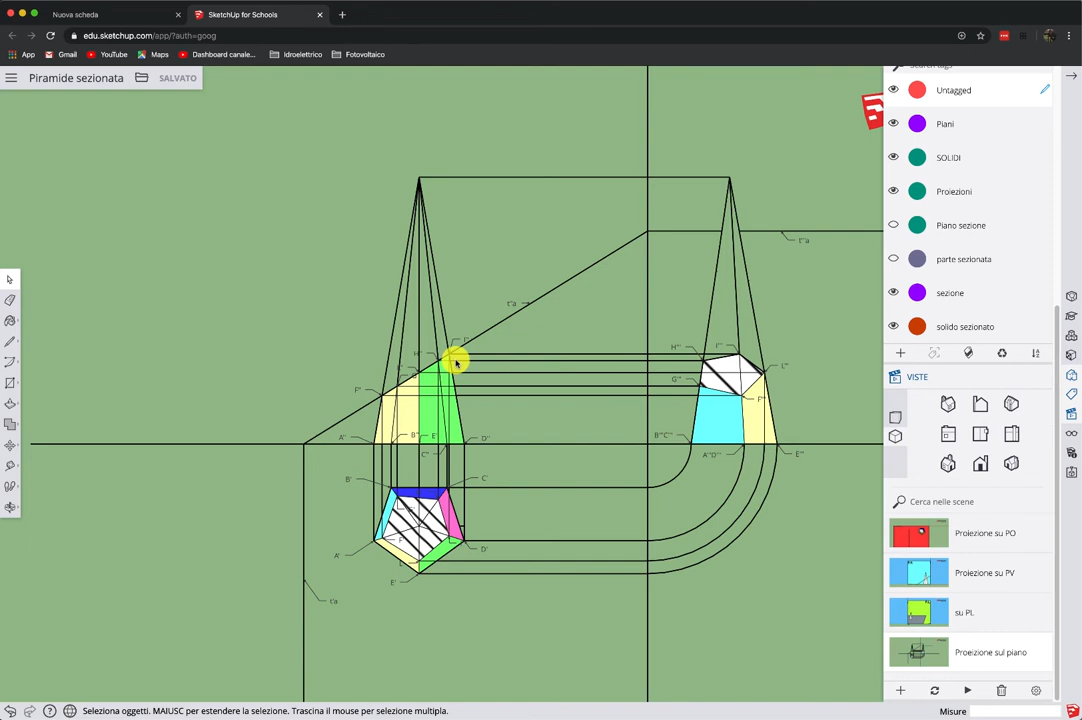 Nuova scheda
SketchUp for Schools
edu.sketchup.com/app/?auth=goog
App
Gmail
YouTube
Maps
Dashboard canale...
Idroelettrico
Fotovoltaico
Piramide sezionata
SALVATO
Untagged
Piani
SOLIDI
Proiezioni
Piano sezione
parte sezionata
sezione
solido sezionato
VISTE
Cerca nelle scene
Proiezione su PO
Proiezione su PV
su PL
Proeizione sul piano
t'''a
t''a
H''
F''
A''
B''
E''
C''
D''
H'''
I'''
L'''
G'''
F'''
B'''C'''
A'''D'''
E'''
B'
C'
A'
D'
E'
t'a
Seleziona oggetti. MAIUSC per estendere la selezione. Trascina il mouse per selezione multipla.
Misure